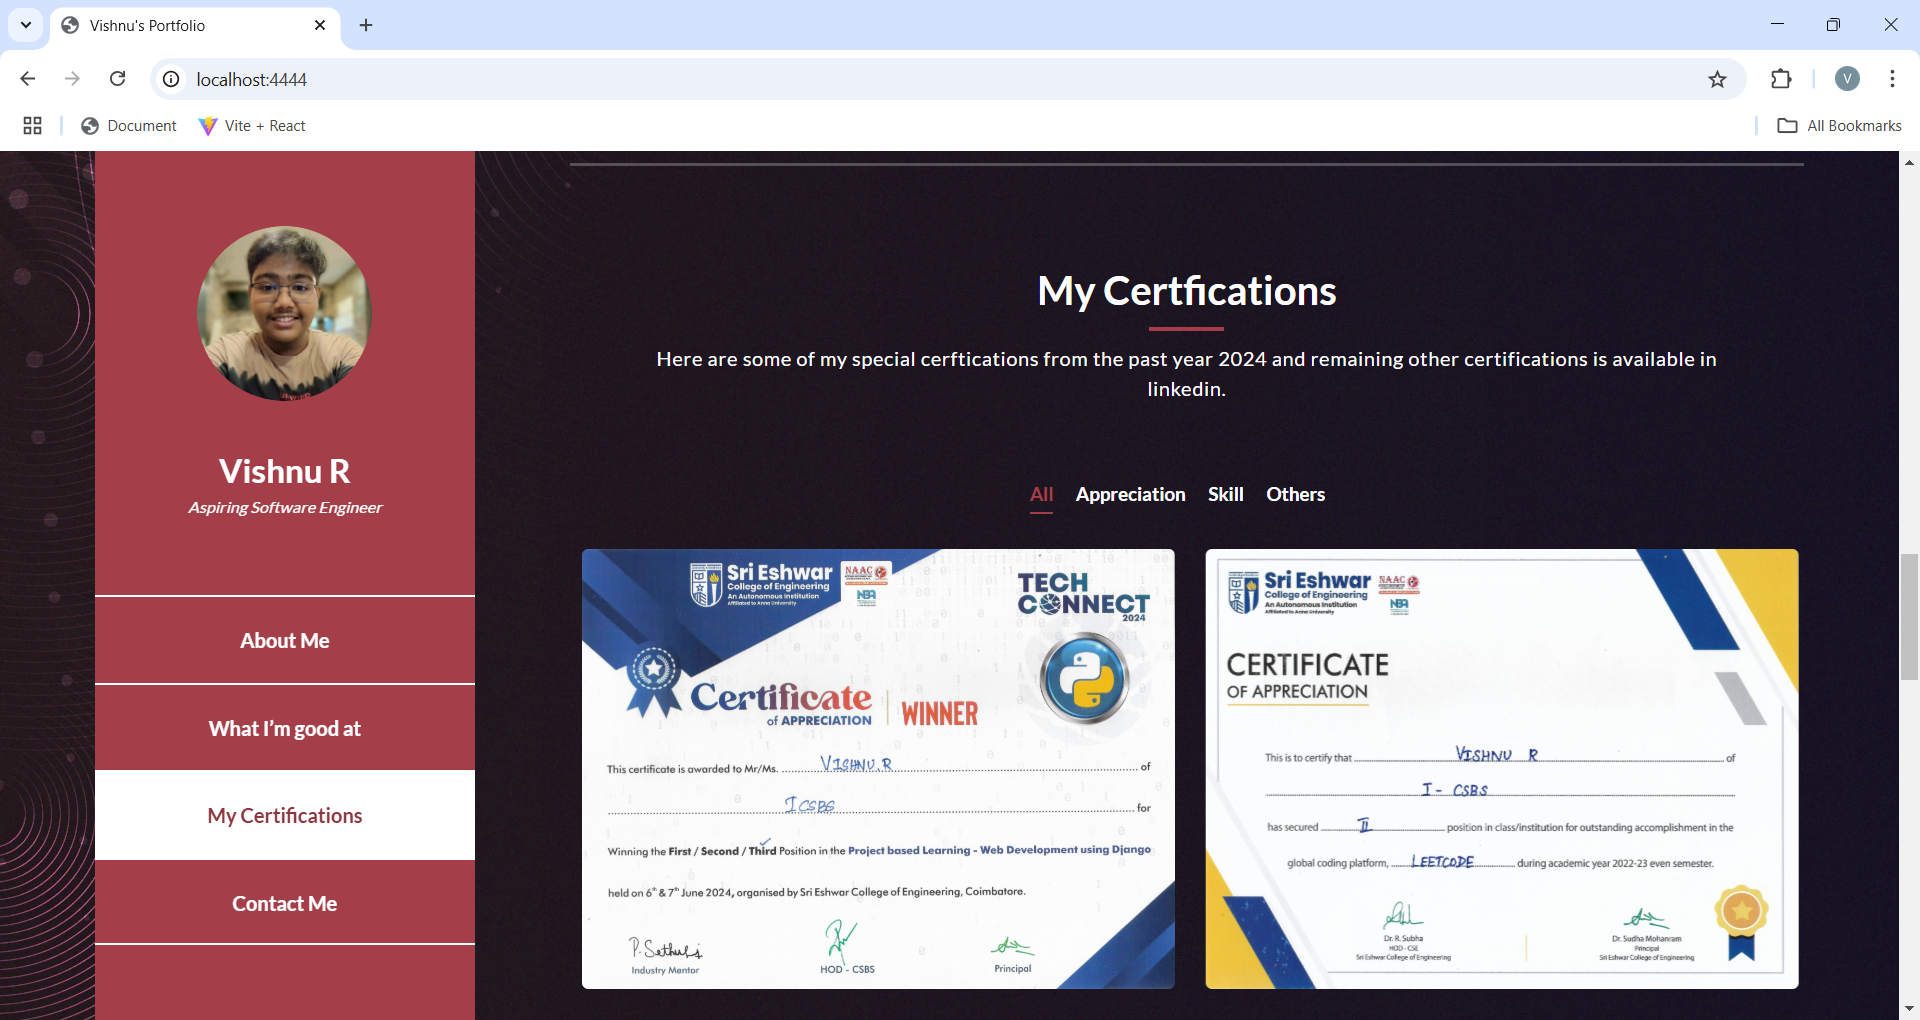 Vishnu's Portfolio
localhost:4444
V
Document
Vite + React
All Bookmarks
Vishnu R
Aspiring Software Engineer
About Me
What I'm good at
My Certifications
Contact Me
My Certfications
Here are some of my special cerftications from the past year 2024 and remaining other certifications is available in
linkedin.
All Appreciation Skill Others
Sri Eshwar
College of Engineering
An Autonomous Institution
Affiliated to Anna University
NAAC
NBA
TECH
CONNECT
2024
Certificate
of APPRECIATION
WINNER
This certificate is awarded to Mr/Ms. VISHNU.R of
I CSBS for
Winning the First / Second / Third Position in the Project based Learning - Web Development using Django
held on 6th & 7th June 2024, organised by Sri Eshwar College of Engineering, Coimbatore.
Industry Mentor
HOD - CSBS
Principal
Sri Eshwar
College of Engineering
An Autonomous Institution
Affiliated to Anna University
NAAC
NBA
CERTIFICATE
OF APPRECIATION
This is to certify that VISHNU R of
I - CSBS
has secured II position in class/institution for outstanding accomplishment in the
global coding platform, LEETCODE during academic year 2022-23 even semester.
Dr. R. Subha
HOD - CSE
Sri Eshwar College of Engineering
Dr. Sudha Mohanram
Principal
Sri Eshwar College of Engineering